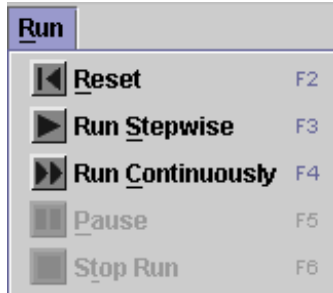 Run
Reset F2
Run Stepwise F3
Run Continuously F4
Pause F5
Stop Run F6